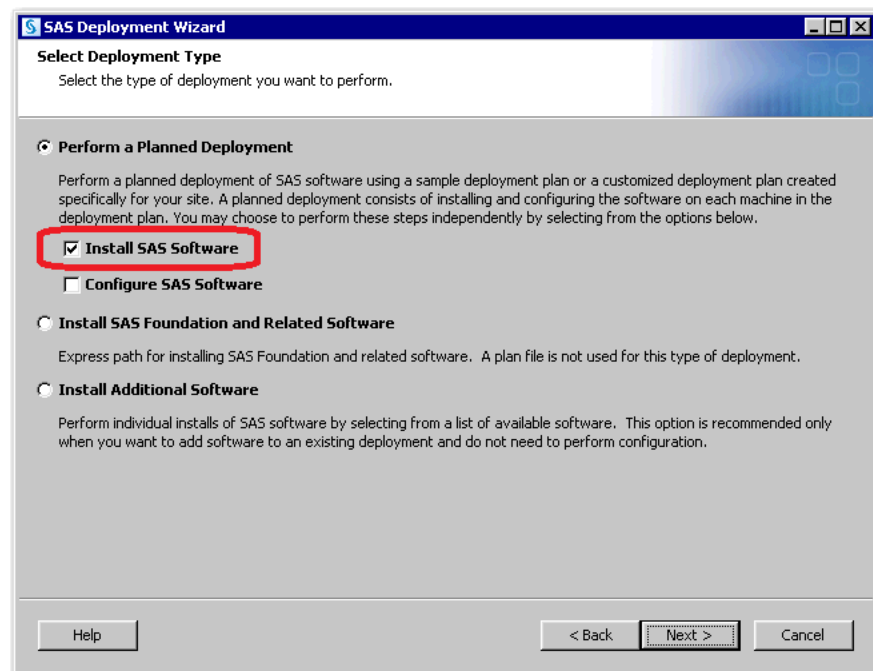 SAS Deployment Wizard
Select Deployment Type
Select the type of deployment you want to perform.
Perform a Planned Deployment
Perform a planned deployment of SAS software using a sample deployment plan or a customized deployment plan created
specifically for your site. A planned deployment consists of installing and configuring the software on each machine in the
deployment plan. You may choose to perform these steps independently by selecting from the options below.
Install SAS Software
Configure SAS Software
Install SAS Foundation and Related Software
Express path for installing SAS Foundation and related software. A plan file is not used for this type of deployment.
Install Additional Software
Perform individual installs of SAS software by selecting from a list of available software. This option is recommended only
when you want to add software to an existing deployment and do not need to perform configuration.
Help
< Back
Next >
Cancel